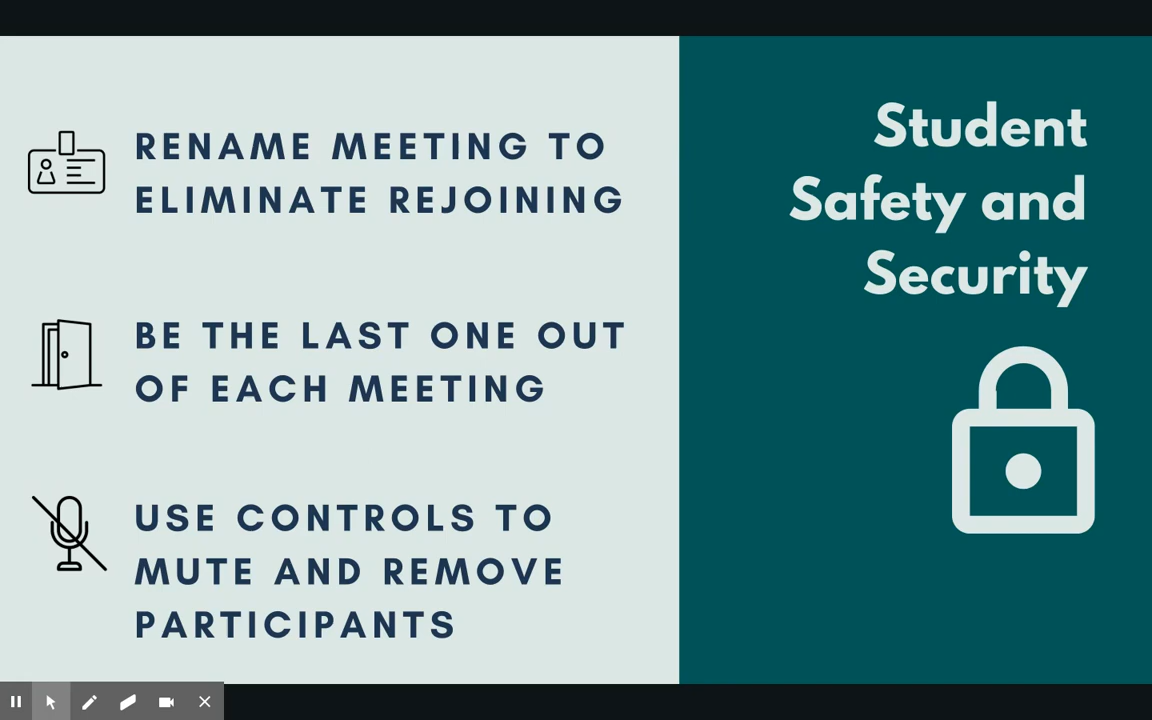 RENAME MEETING TO
ELIMINATE REJOINING
BE THE LAST ONE OUT
OF EACH MEETING
USE CONTROLS TO
MUTE AND REMOVE
PARTICIPANTS
Student
Safety and
Security